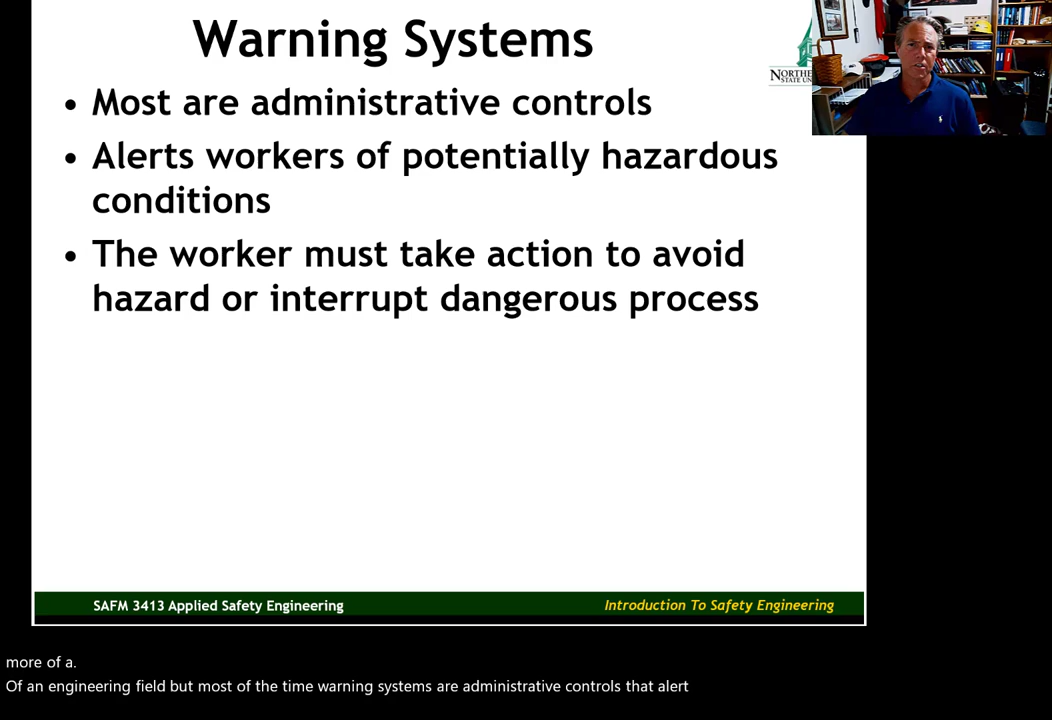 Warning Systems
• Most are administrative controls
• Alerts workers of potentially hazardous
conditions
• The worker must take action to avoid
hazard or interrupt dangerous process
SAFM 3413 Applied Safety Engineering
Introduction To Safety Engineering
more of a.
Of an engineering field but most of the time warning systems are administrative controls that alert